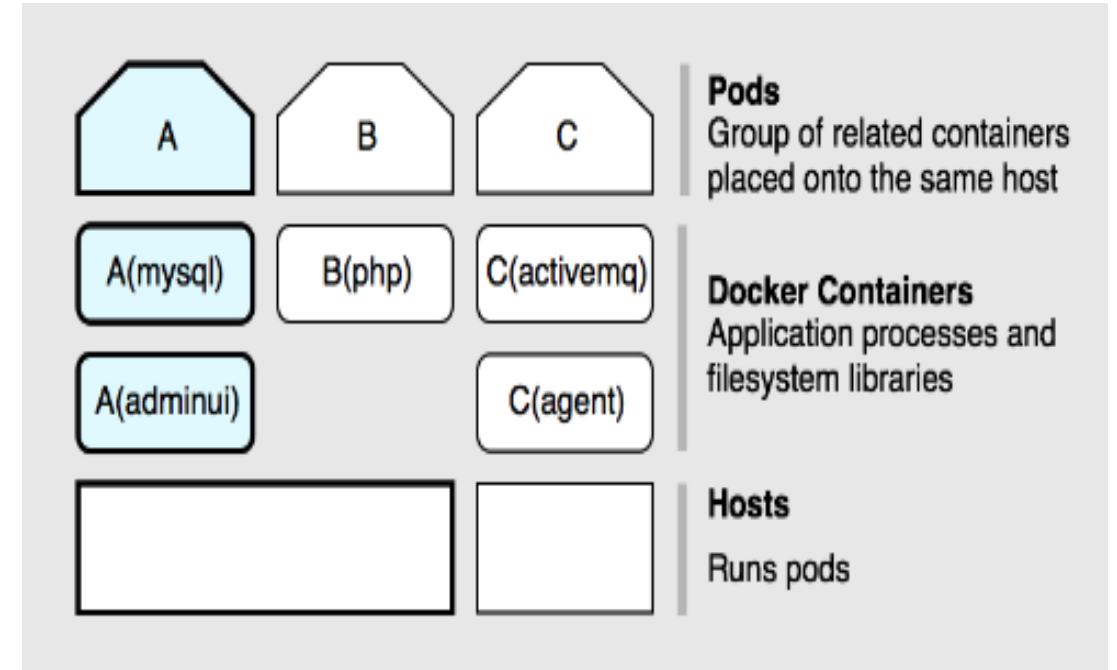 A
B
C
Pods
Group of related containers
placed onto the same host
A(mysql)
B(php)
C(activemq)
A(adminui)
C(agent)
Docker Containers
Application processes and
filesystem libraries
Hosts
Runs pods